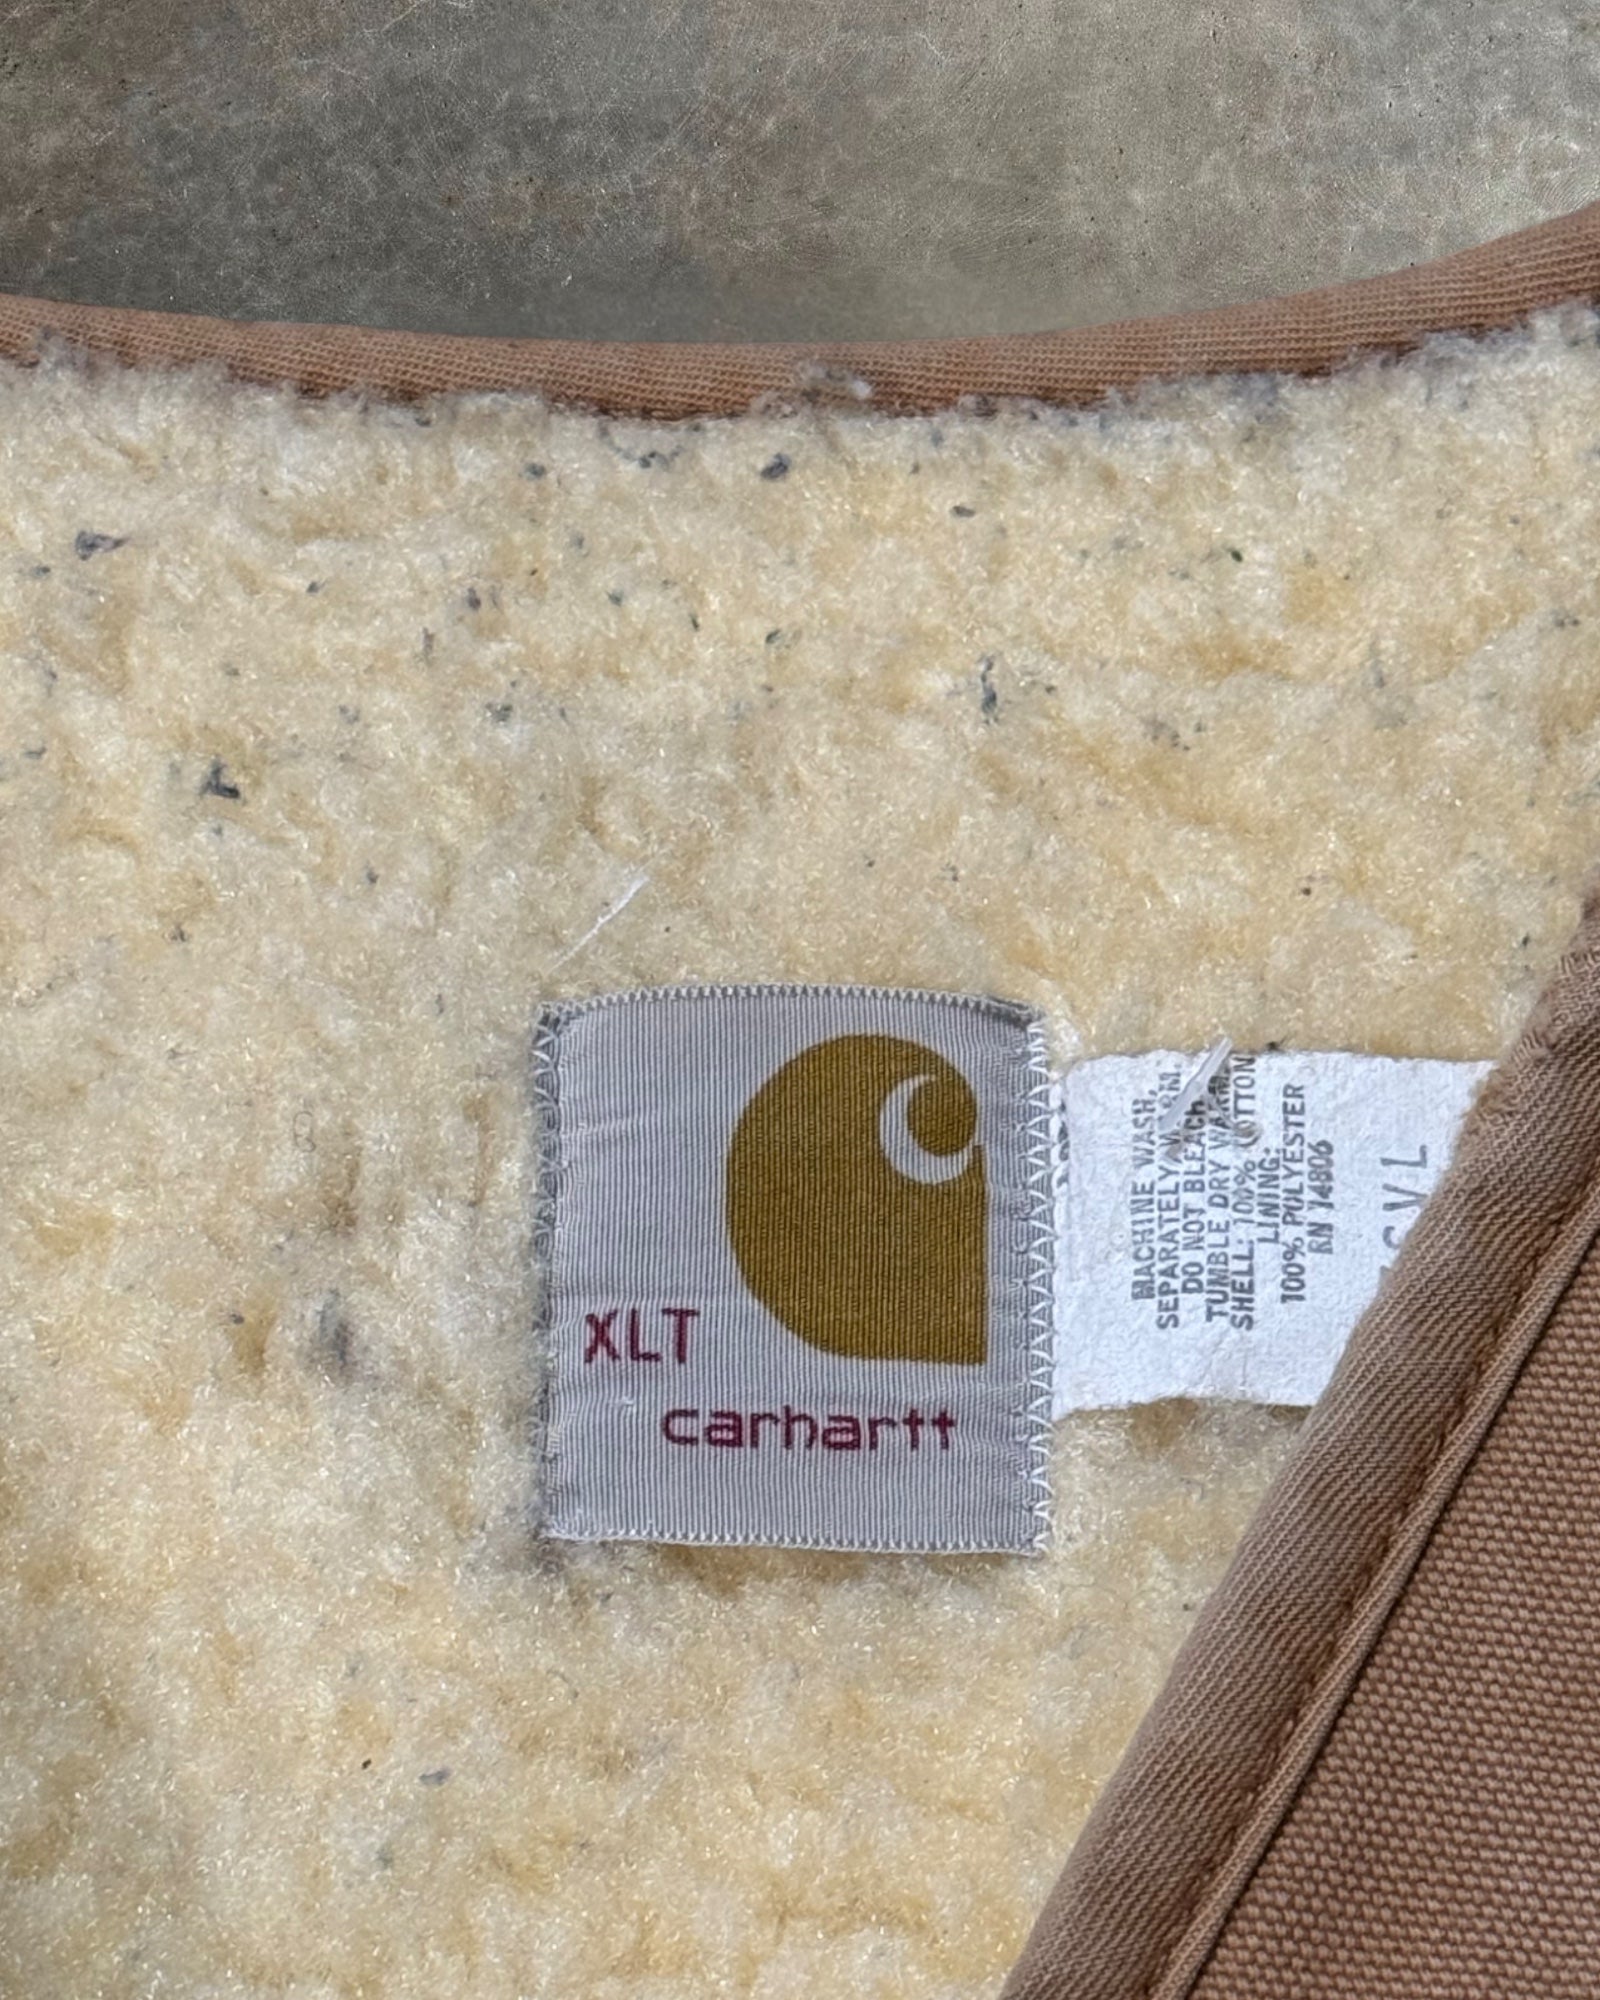 XLT
carhartt
MACHINE WASH,
SEPARATELY WARM.
DO NOT BLEACH.
TUMBLE DRY WARM.
SHELL: 100% COTTON
LINING:
100% POLYESTER
RN 14806
6 V L